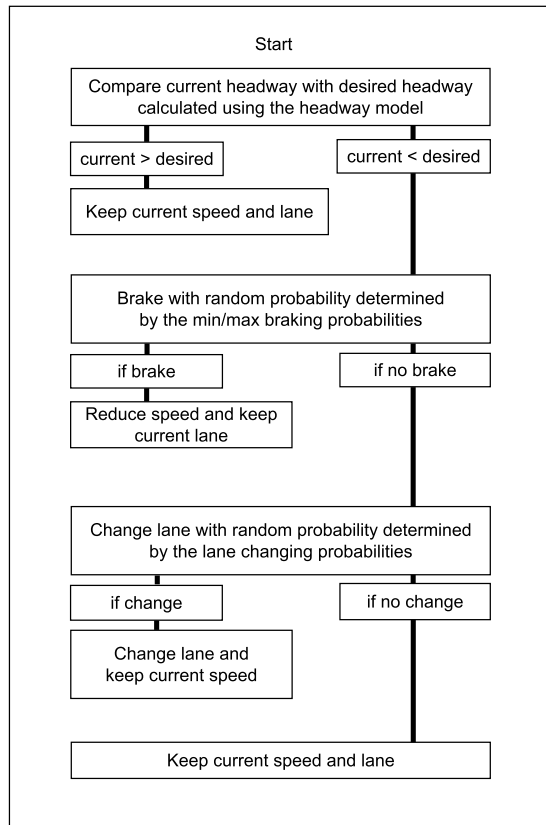 Start
Compare current headway with desired headway
calculated using the headway model
current > desired
current < desired
Keep current speed and lane
Brake with random probability determined
by the min/max braking probabilities
if brake
if no brake
Reduce speed and keep
current lane
Change lane with random probability determined
by the lane changing probabilities
if change
if no change
Change lane and
keep current speed
Keep current speed and lane